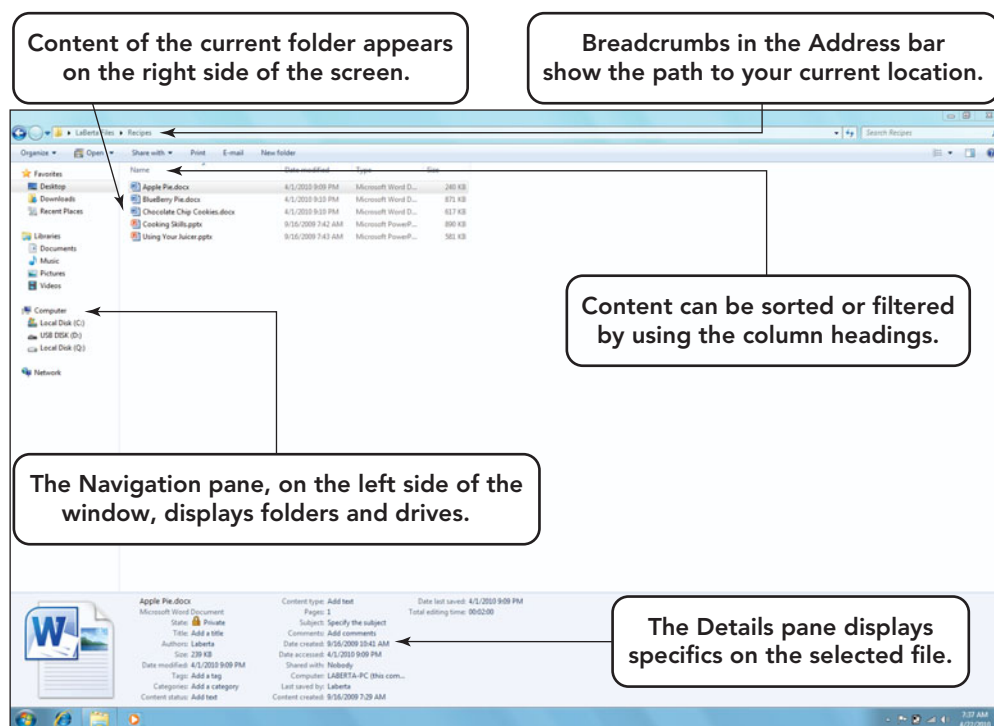 Content of the current folder appears
on the right side of the screen.
Breadcrumbs in the Address bar
show the path to your current location.
LaBerta Files ▸ Recipes
Search Recipes
Organize Open Share with Print E-mail New folder
Favorites
Desktop
Downloads
Recent Places
Libraries
Documents
Music
Pictures
Videos
Computer
Local Disk (C:)
USB DISK (D:)
Local Disk (Q:)
Network
Name Date modified Type Size
Apple Pie.docx 4/1/2010 9:09 PM Microsoft Word D... 240 KB
BlueBerry Pie.docx 4/1/2010 9:10 PM Microsoft Word D... 871 KB
Chocolate Chip Cookies.docx 4/1/2010 9:10 PM Microsoft Word D... 617 KB
Cooking Skills.pptx 9/16/2009 7:42 AM Microsoft PowerP... 890 KB
Using Your Juicer.pptx 9/16/2009 7:43 AM Microsoft PowerP... 581 KB
Content can be sorted or filtered
by using the column headings.
The Navigation pane, on the left side of the
window, displays folders and drives.
Apple Pie.docx
Microsoft Word Document
State: Private
Title: Add a title
Authors: Laberta
Size: 239 KB
Date modified: 4/1/2010 9:09 PM
Tags: Add a tag
Categories: Add a category
Content status: Add text
Content type: Add text
Pages: 1
Subject: Specify the subject
Comments: Add comments
Date created: 9/16/2009 10:41 AM
Date accessed: 4/1/2010 9:09 PM
Shared with: Nobody
Computer: LABERTA-PC (this com...
Last saved by: Laberta
Content created: 9/16/2009 7:29 AM
Date last saved: 4/1/2010 9:09 PM
Total editing time: 00:02:00
The Details pane displays
specifics on the selected file.
7:37 AM